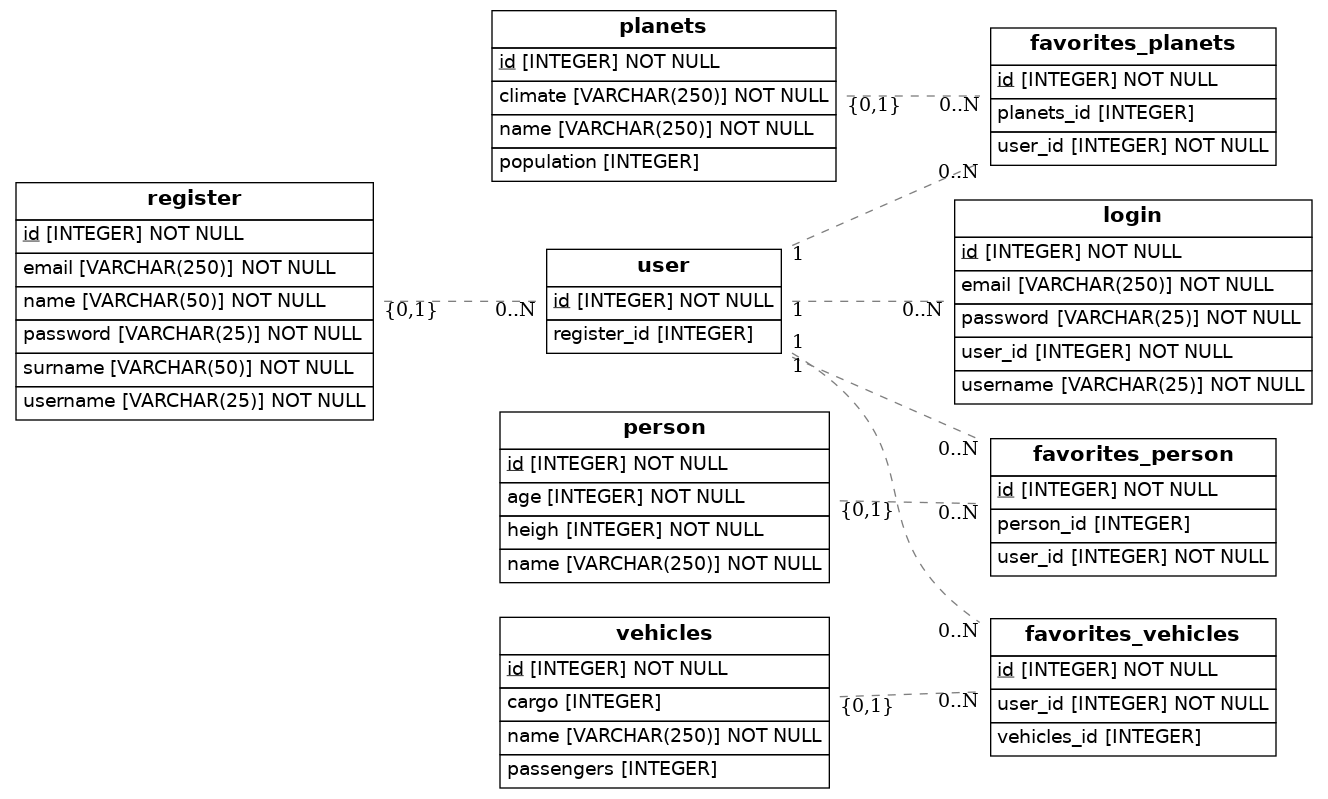 planets
id [INTEGER] NOT NULL
climate [VARCHAR(250)] NOT NULL
name [VARCHAR(250)] NOT NULL
population [INTEGER]
favorites_planets
id [INTEGER] NOT NULL
planets_id [INTEGER]
user_id [INTEGER] NOT NULL
{0,1}
0..N
0..N
1
register
id [INTEGER] NOT NULL
email [VARCHAR(250)] NOT NULL
name [VARCHAR(50)] NOT NULL
password [VARCHAR(25)] NOT NULL
surname [VARCHAR(50)] NOT NULL
username [VARCHAR(25)] NOT NULL
{0,1}
0..N
user
id [INTEGER] NOT NULL
register_id [INTEGER]
1
0..N
1
1
login
id [INTEGER] NOT NULL
email [VARCHAR(250)] NOT NULL
password [VARCHAR(25)] NOT NULL
user_id [INTEGER] NOT NULL
username [VARCHAR(25)] NOT NULL
person
id [INTEGER] NOT NULL
age [INTEGER] NOT NULL
heigh [INTEGER] NOT NULL
name [VARCHAR(250)] NOT NULL
0..N
{0,1}
0..N
favorites_person
id [INTEGER] NOT NULL
person_id [INTEGER]
user_id [INTEGER] NOT NULL
vehicles
id [INTEGER] NOT NULL
cargo [INTEGER]
name [VARCHAR(250)] NOT NULL
passengers [INTEGER]
0..N
{0,1}
0..N
favorites_vehicles
id [INTEGER] NOT NULL
user_id [INTEGER] NOT NULL
vehicles_id [INTEGER]